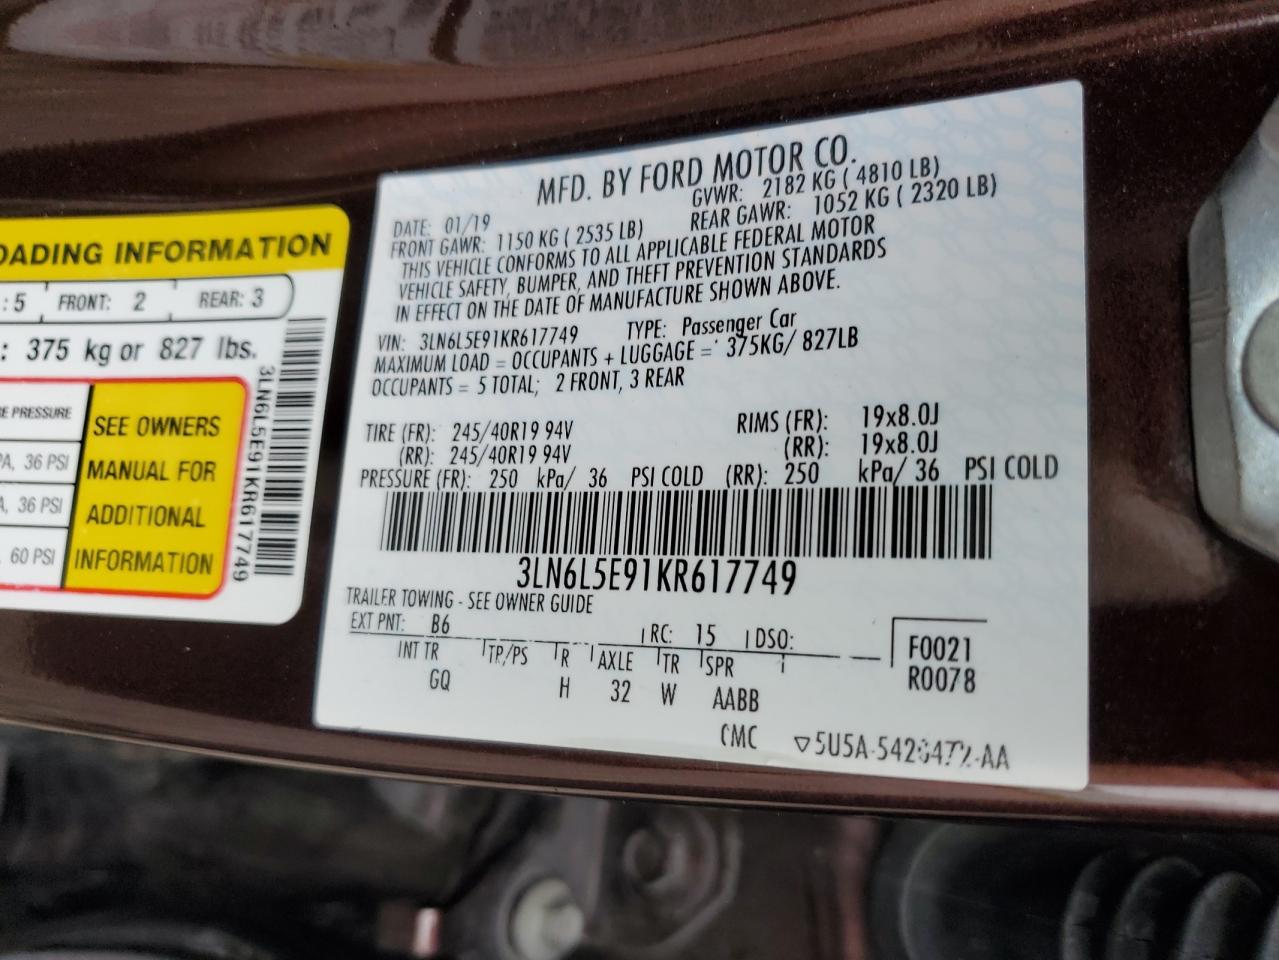 OADING INFORMATION
: 5 FRONT: 2 REAR: 3
: 375 kg or 827 lbs.
E PRESSURE
A, 36 PSI
A, 36 PSI
60 PSI
SEE OWNERS
MANUAL FOR
ADDITIONAL
INFORMATION
3LN6L5E91KR617749
MFD. BY FORD MOTOR CO.
DATE: 01/19 GVWR: 2182 KG ( 4810 LB)
FRONT GAWR: 1150 KG ( 2535 LB) REAR GAWR: 1052 KG ( 2320 LB)
THIS VEHICLE CONFORMS TO ALL APPLICABLE FEDERAL MOTOR
VEHICLE SAFETY, BUMPER, AND THEFT PREVENTION STANDARDS
IN EFFECT ON THE DATE OF MANUFACTURE SHOWN ABOVE.
VIN: 3LN6L5E91KR617749 TYPE: Passenger Car
MAXIMUM LOAD = OCCUPANTS + LUGGAGE = 375KG/ 827LB
OCCUPANTS = 5 TOTAL; 2 FRONT, 3 REAR
TIRE (FR): 245/40R19 94V RIMS (FR): 19x8.0J
(RR): 245/40R19 94V (RR): 19x8.0J
PRESSURE (FR): 250 kPa/ 36 PSI COLD (RR): 250 kPa/ 36 PSI COLD
3LN6L5E91KR617749
TRAILER TOWING - SEE OWNER GUIDE
EXT PNT: B6 RC: 15 DSO:
INT TR TP/PS R AXLE TR SPR
GQ H 32 W AABB
F0021
R0078
CMC